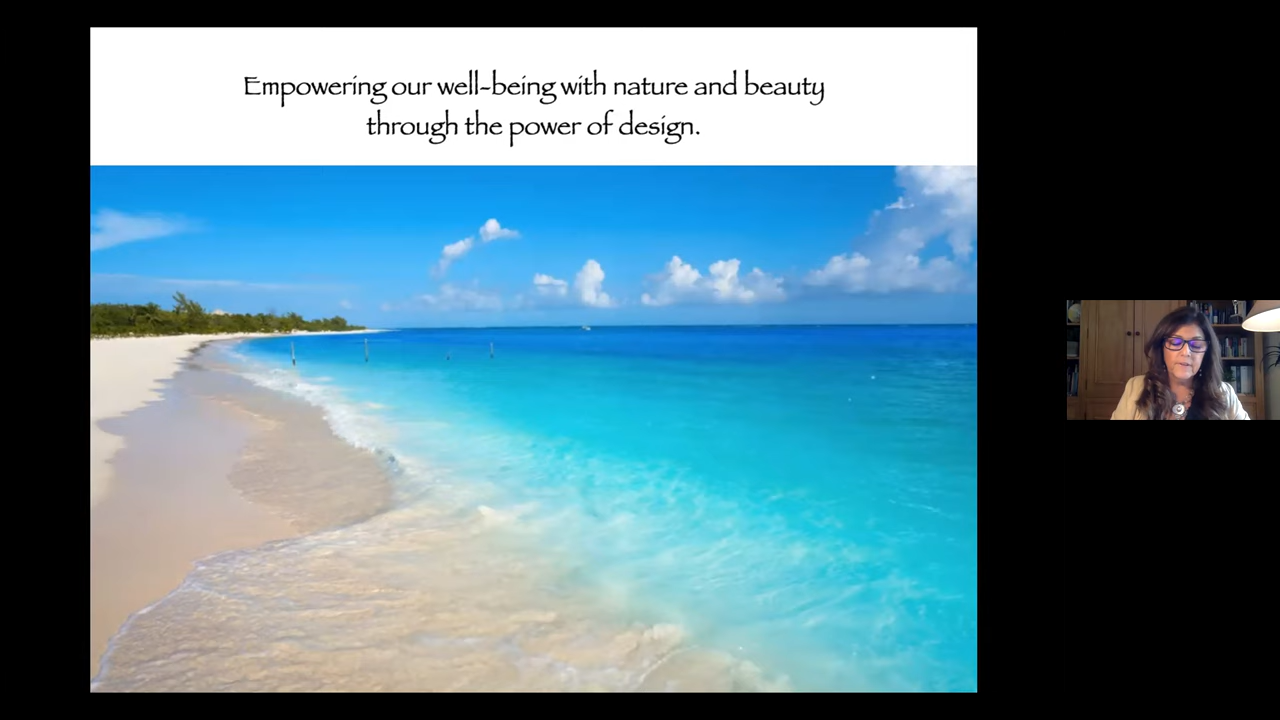 Empowering our well-being with nature and beauty
through the power of design.